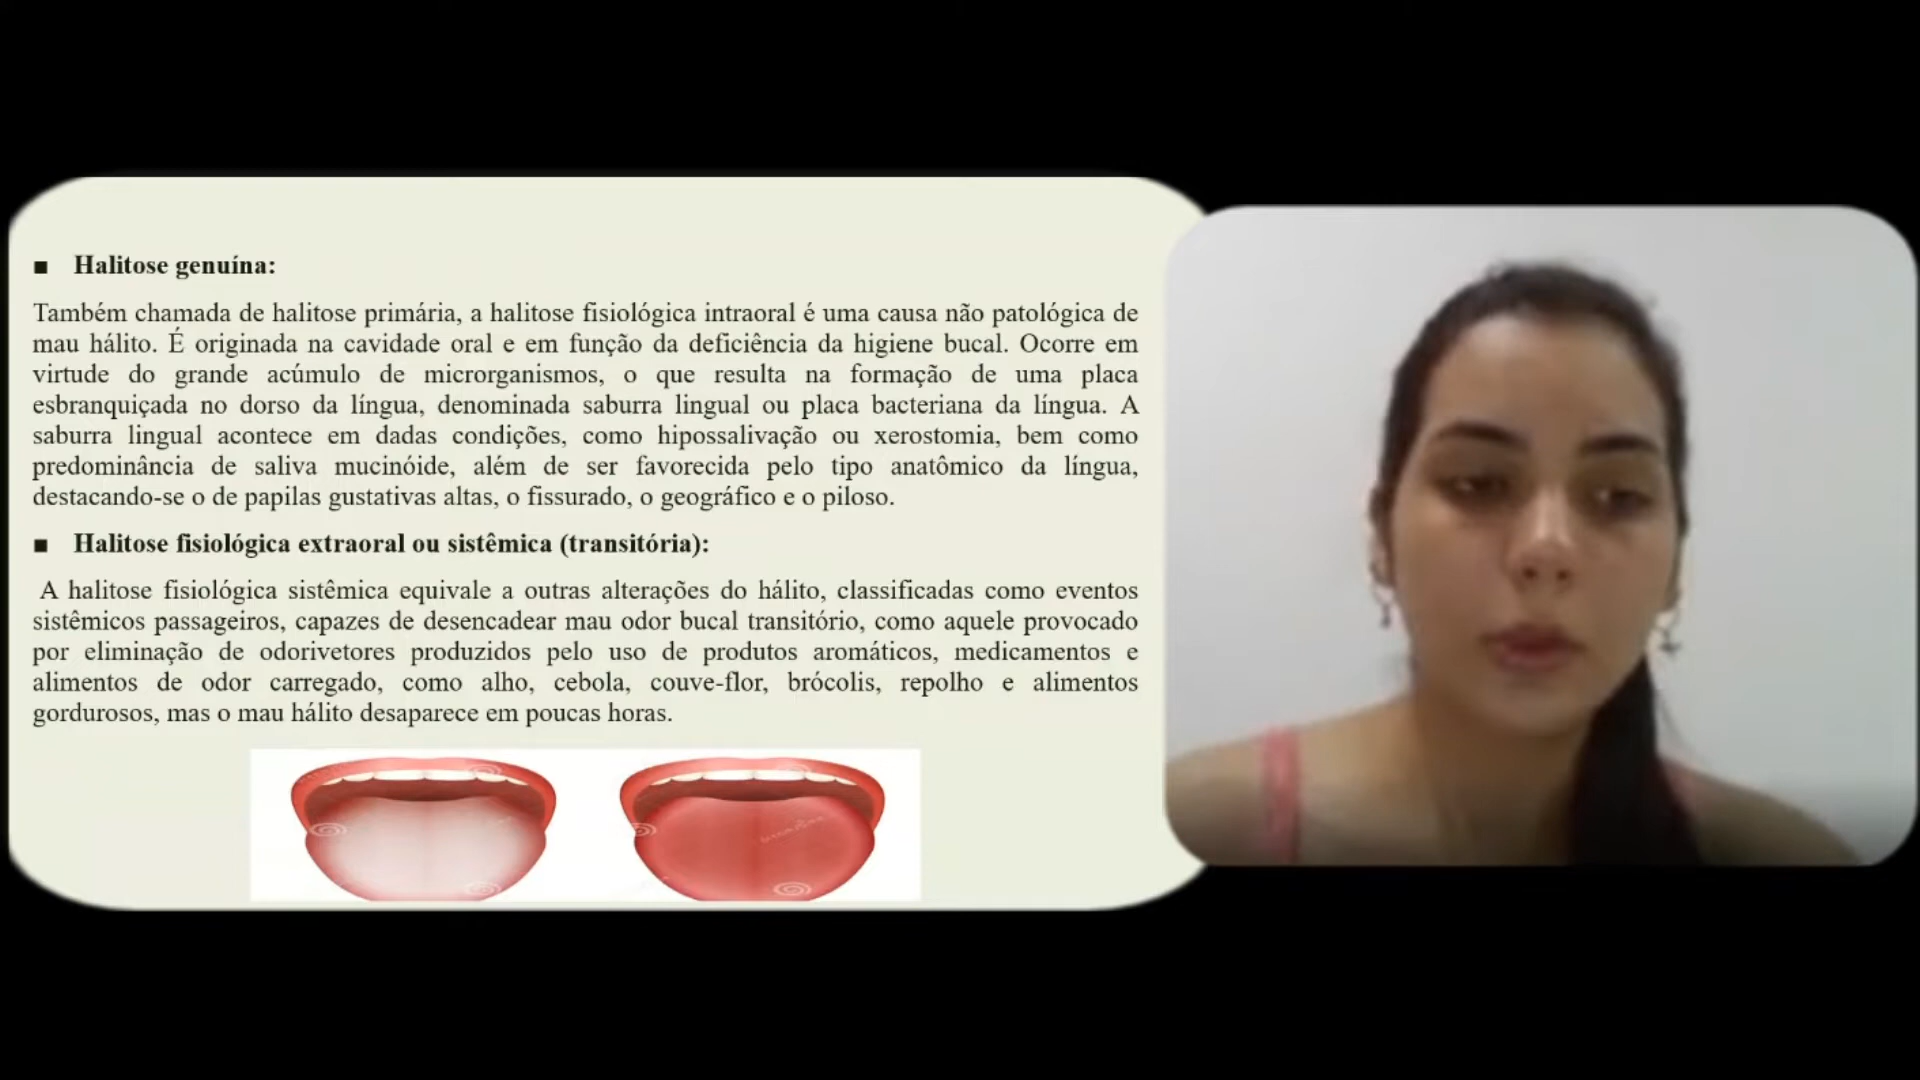 ■ Halitose genuína:
Também chamada de halitose primária, a halitose fisiológica intraoral é uma causa não patológica de
mau hálito. É originada na cavidade oral e em função da deficiência da higiene bucal. Ocorre em
virtude do grande acúmulo de microrganismos, o que resulta na formação de uma placa
esbranquiçada no dorso da língua, denominada saburra lingual ou placa bacteriana da língua. A
saburra lingual acontece em dadas condições, como hipossalivação ou xerostomia, bem como
predominância de saliva mucinóide, além de ser favorecida pelo tipo anatômico da língua,
destacando-se o de papilas gustativas altas, o fissurado, o geográfico e o piloso.
■ Halitose fisiológica extraoral ou sistêmica (transitória):
A halitose fisiológica sistêmica equivale a outras alterações do hálito, classificadas como eventos
sistêmicos passageiros, capazes de desencadear mau odor bucal transitório, como aquele provocado
por eliminação de odorivetores produzidos pelo uso de produtos aromáticos, medicamentos e
alimentos de odor carregado, como alho, cebola, couve-flor, brócolis, repolho e alimentos
gordurosos, mas o mau hálito desaparece em poucas horas.